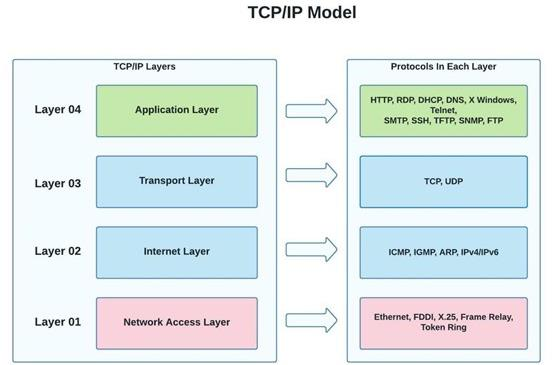 TCP/IP Model
TCP/IP Layers
Protocols In Each Layer
Layer 04
Application Layer
HTTP, RDP, DHCP, DNS, X Windows,
Telnet,
SMTP, SSH, TFTP, SNMP, FTP
Layer 03
Transport Layer
TCP, UDP
Layer 02
Internet Layer
ICMP, IGMP, ARP, IPv4/IPv6
Layer 01
Network Access Layer
Ethernet, FDDI, X.25, Frame Relay,
Token Ring